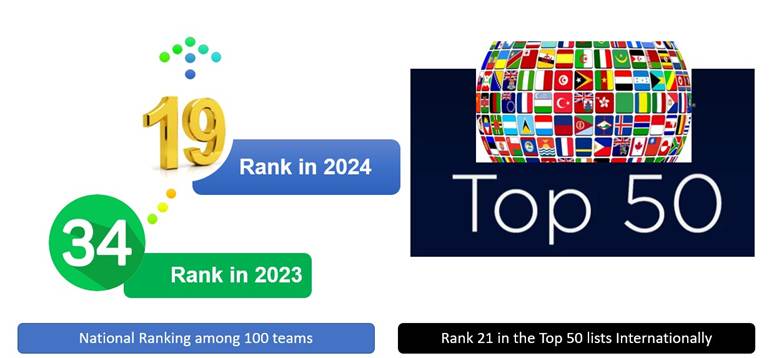 19
Rank in 2024
34
Rank in 2023
National Ranking among 100 teams
Top 50
Rank 21 in the Top 50 lists Internationally